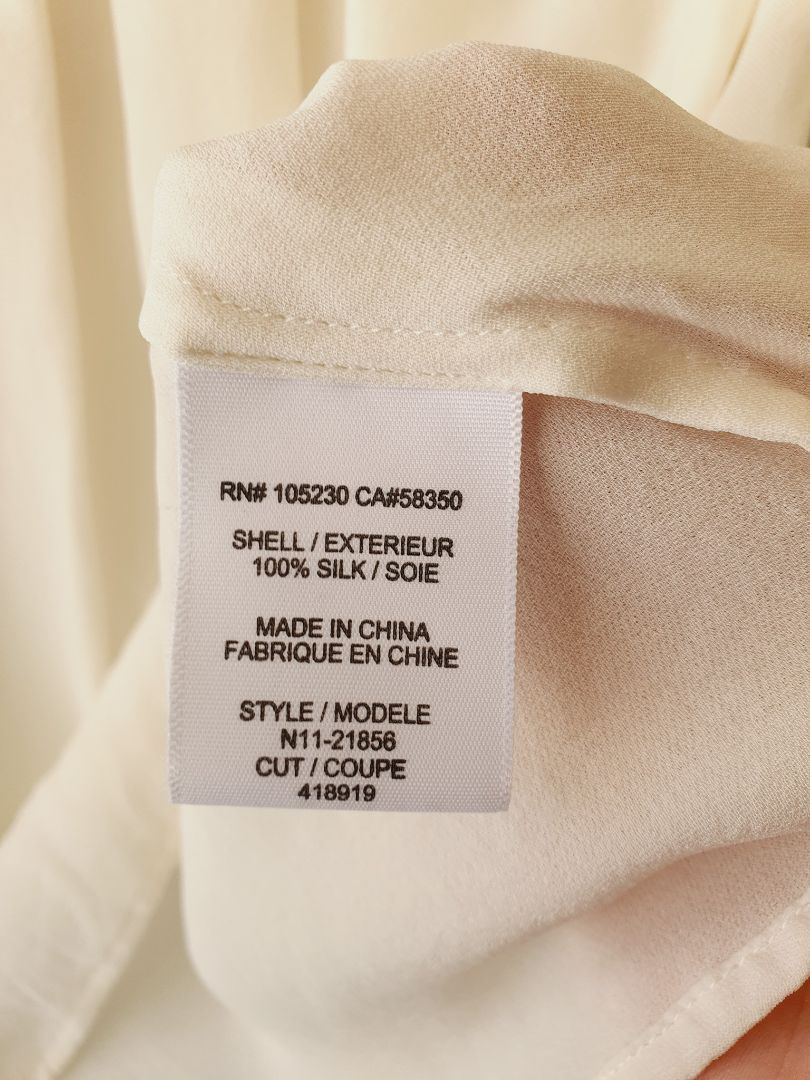 RN# 105230 CA#58350
SHELL / EXTERIEUR
100% SILK / SOIE
MADE IN CHINA
FABRIQUE EN CHINE
STYLE / MODELE
N11-21856
CUT / COUPE
418919